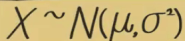 X ~ N(μ, σ²)